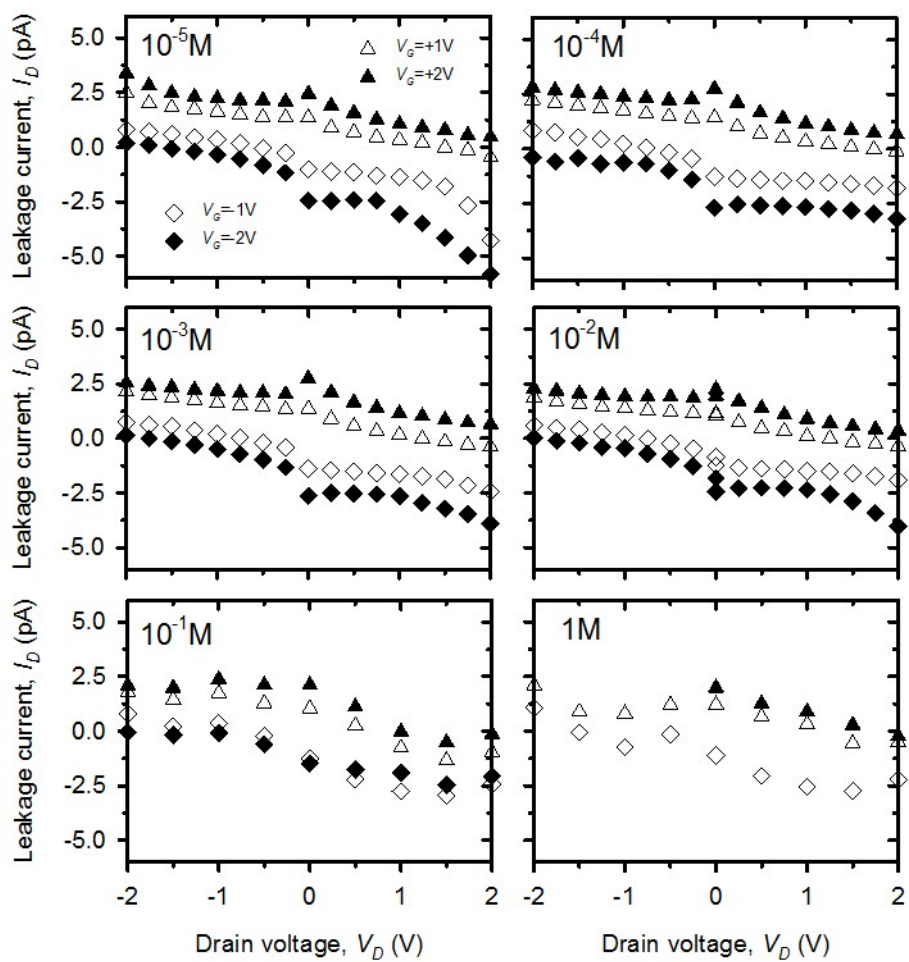 10⁻⁵M
V_G=+1V
V_G=+2V
V_G=-1V
V_G=-2V
Leakage current, I_D (pA)
5.0
2.5
0.0
-2.5
-5.0
10⁻⁴M
10⁻³M
Leakage current, I_D (pA)
5.0
2.5
0.0
-2.5
-5.0
10⁻²M
10⁻¹M
Leakage current, I_D (pA)
5.0
2.5
0.0
-2.5
-5.0
1M
-2 -1 0 1 2
-2 -1 0 1 2
Drain voltage, V_D (V)
Drain voltage, V_D (V)